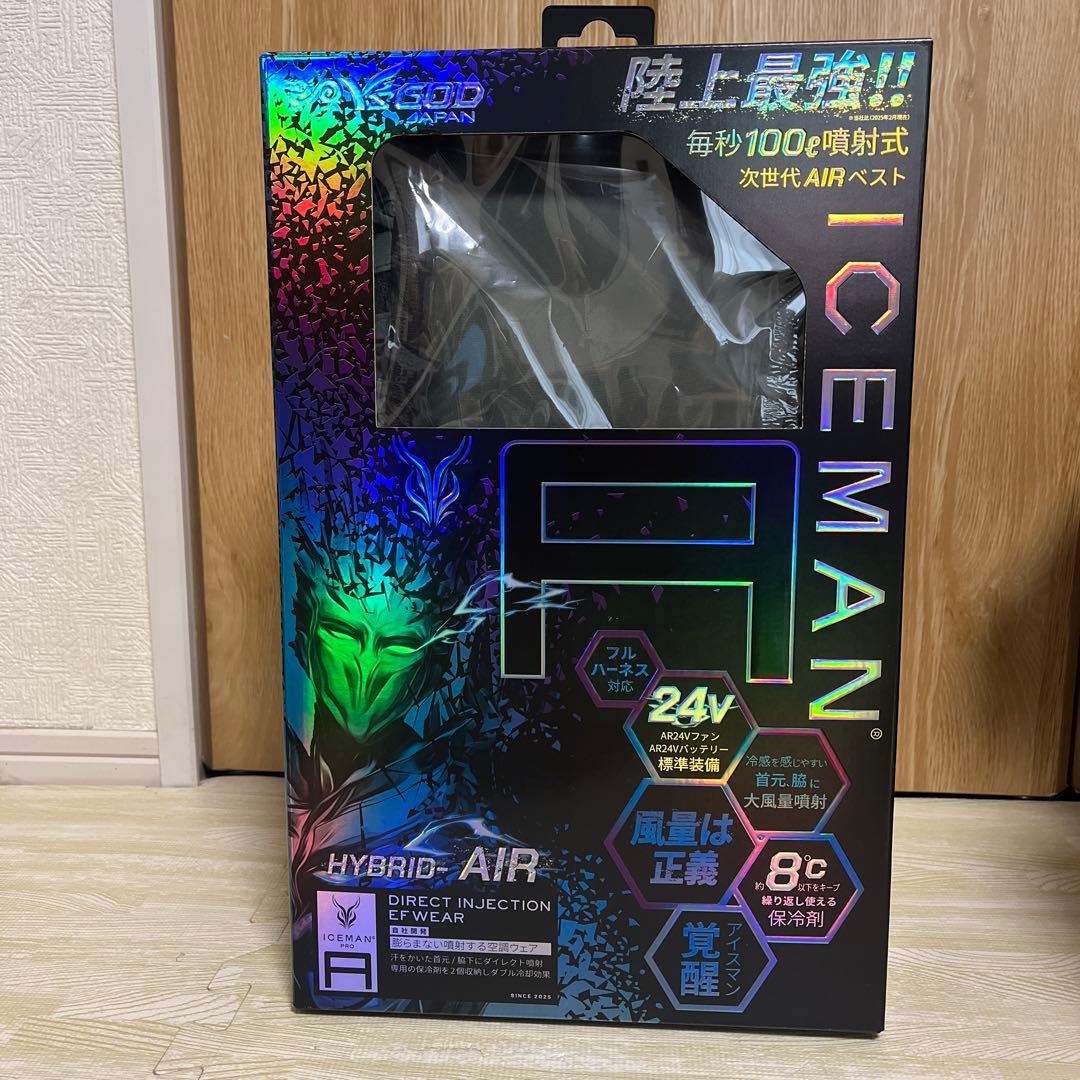 GOD
JAPAN
陸上最強!!
※当社比(2025年2月現在)
毎秒100ℓ噴射式
次世代AIRベスト
ICEMAN®
フル
ハーネス
対応
24V
AR24Vファン
AR24Vバッテリー
標準装備
冷感を感じやすい
首元、脇に
大風量噴射
風量は
正義
約8℃以下をキープ
繰り返し使える
保冷剤
アイスマン
覚醒
HYBRID- AIR
DIRECT INJECTION
EFWEAR
自社開発
膨らまない噴射する空調ウェア
汗をかいた首元/脇下にダイレクト噴射
専用の保冷剤を2個収納しダブル冷却効果
ICEMAN®
PRO
A
SINCE 2025